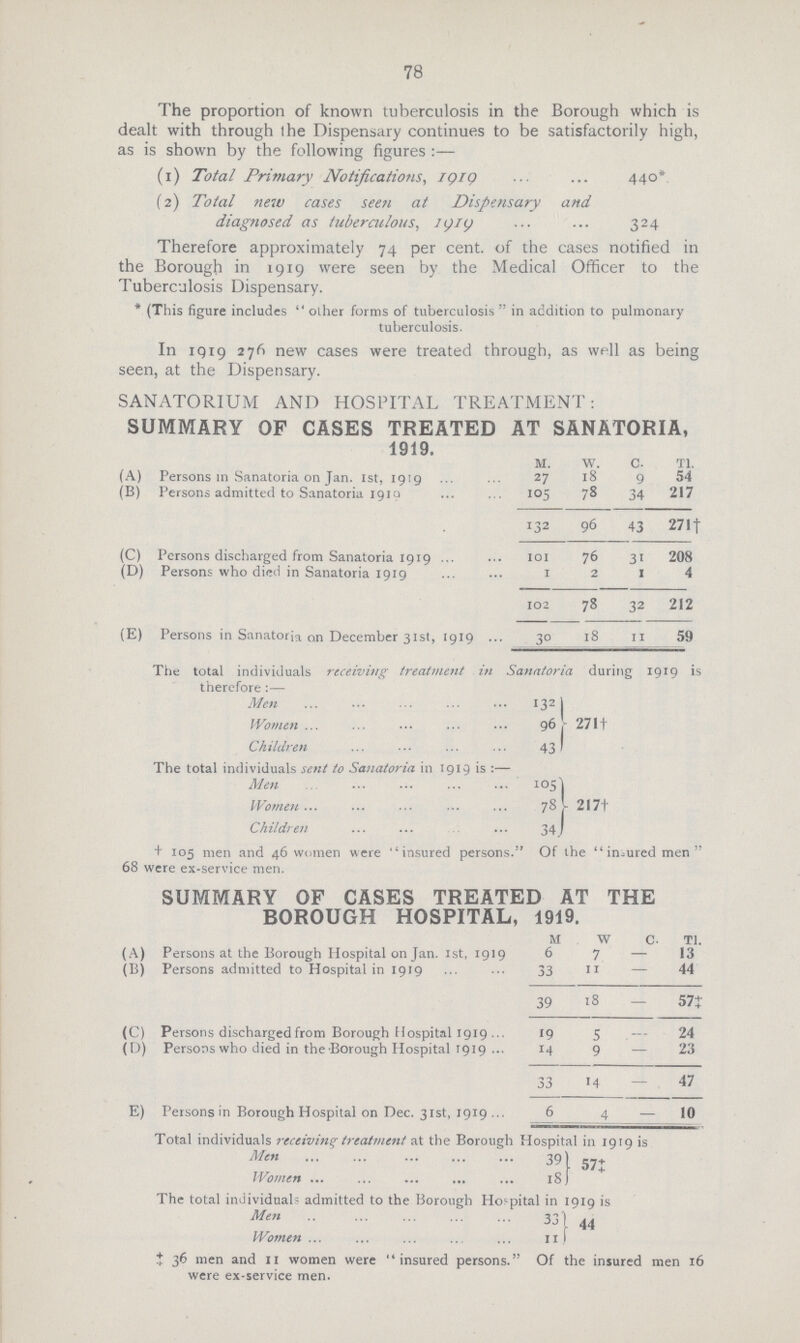 78
The proportion of known tuberculosis in the Borough which is
dealt with through the Dispensary continues to be satisfactorily high,
as is shown by the following figures :—
(1) Total Primary Notifications, 1919 ... ... 440*
(2) Total new cases seen at Dispensary and
diagnosed as tuberculous, 1919 ... ... 324
Therefore approximately 74 per cent. of the cases notified in
the Borough in 1919 were seen by the Medical Officer to the
Tuberculosis Dispensary.
* (This figure includes "other forms of tuberculosis" in addition to pulmonary
tuberculosis.
In 1919 276 new cases were treated through, as well as being
seen, at the Dispensary.
SANATORIUM AND HOSPITAL TREATMENT:
SUMMARY OF CASES TREATED AT SANATORIA,
1919.
M. W. C. Tl.
(A) Persons in Sanatoria on Jan. 1st, 1919 ... ... 27 18 9 54
(B) Persons admitted to Sanatoria 1919 ... ... 105 78 34 217
132 96 43 271†
(C) Persons discharged from Sanatoria 1919 ... ... 101 76 31 208
(D) Persons who died in Sanatoria 1919 ... ... 1 2 1 4
102 78 32 212
(E) Persons in Sanatoria on December 31st, 1919 ... 30 18 11 59
The total individuals receiving treatment in Sanatoria during 1919 is
therefore :—
Men ... ... ... ... ... 132
Women ... ... ... ... ... 96 } 271†
Children ... ... ... ... 43
The total individuals sent to Sanatoria in 1919 is :—
Men ... ... ... ... ... 105
Women ... ... ... ... ... 78 } 217†
Children ... ... ... ... 34
† 105 men and 46 women were "insured persons." Of the "insured men"
68 were ex-service men.
SUMMARY OF CASES TREATED AT THE
BOROUGH HOSPITAL, 1919.
M W C. Tl.
(A) Persons at the Borough Hospital on Jan. 1st, 1919 6 7 — 13
(B) Persons admitted to Hospital in 1919 ... ... 33 11 — 44
39 18 — 57‡
(C) Persons discharged from Borough Hospital 1919 ... 19 5 — 24
(D) Persons who died in the Borough Hospital 1919 ... 14 9 — 23
33 14 — 47
E) Persons in Borough Hospital on Dec. 31st, 1919 ... 6 4 — 10
Total individuals receiving treatment at the Borough Hospital in 1919 is
Men ... ... ... ... ... 39 } 57‡
Women ... ... ... ... ... 18
The total individuals admitted to the Borough Hospital in 1919 is
Men .. ... ... ... ... 33 } 44
Women ... ... ... ... ... 11
‡ 36 men and 11 women were "insured persons." Of the insured men 16
were ex-service men.